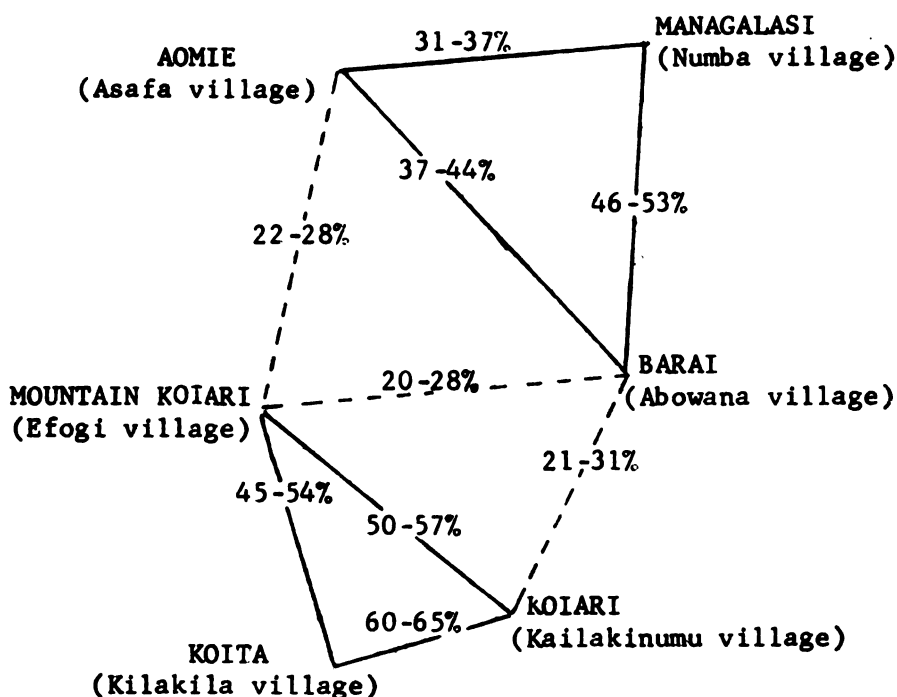 MANAGALASI
(Numba village)
31-37%
AOMIE
(Asafa village)
37-44%
46-53%
22-28%
BARAI
(Abowana village)
20-28%
MOUNTAIN KOIARI
(Efogi village)
21-31%
45-54%
50-57%
KOIARI
(Kailakinumu village)
60-65%
KOITA
(Kilakila village)